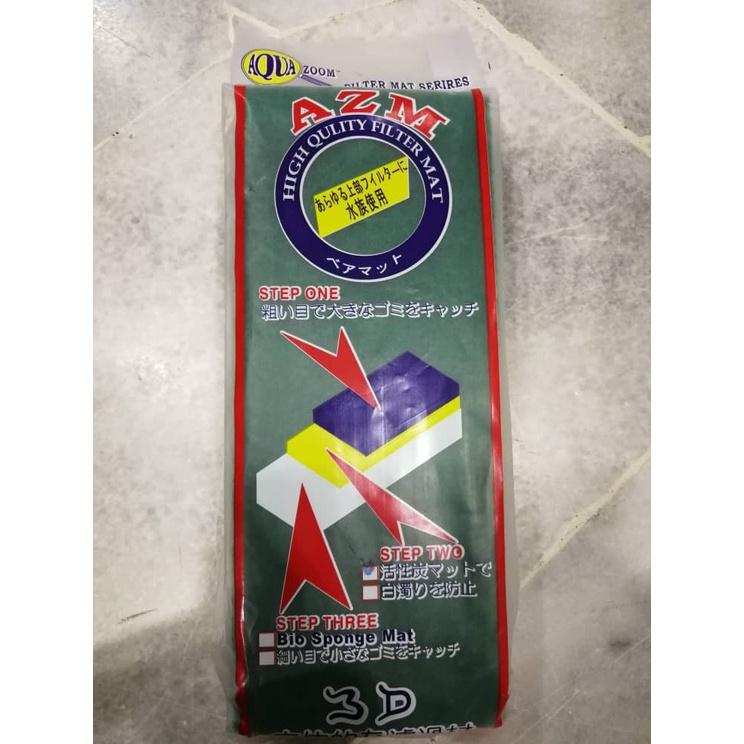 AQUA ZOOM™
FILTER MAT SERIRES
AZM
HIGH QULITY FILTER MAT
あらゆる上部フイルターに
水族使用
ベアマット
STEP ONE
粗い目で大きなゴミをキャッチ
STEP TWO
活性炭マットで
白濁りを防止
STEP THREE
Bio Sponge Mat
細い目で小さなゴミをキャッチ
3D